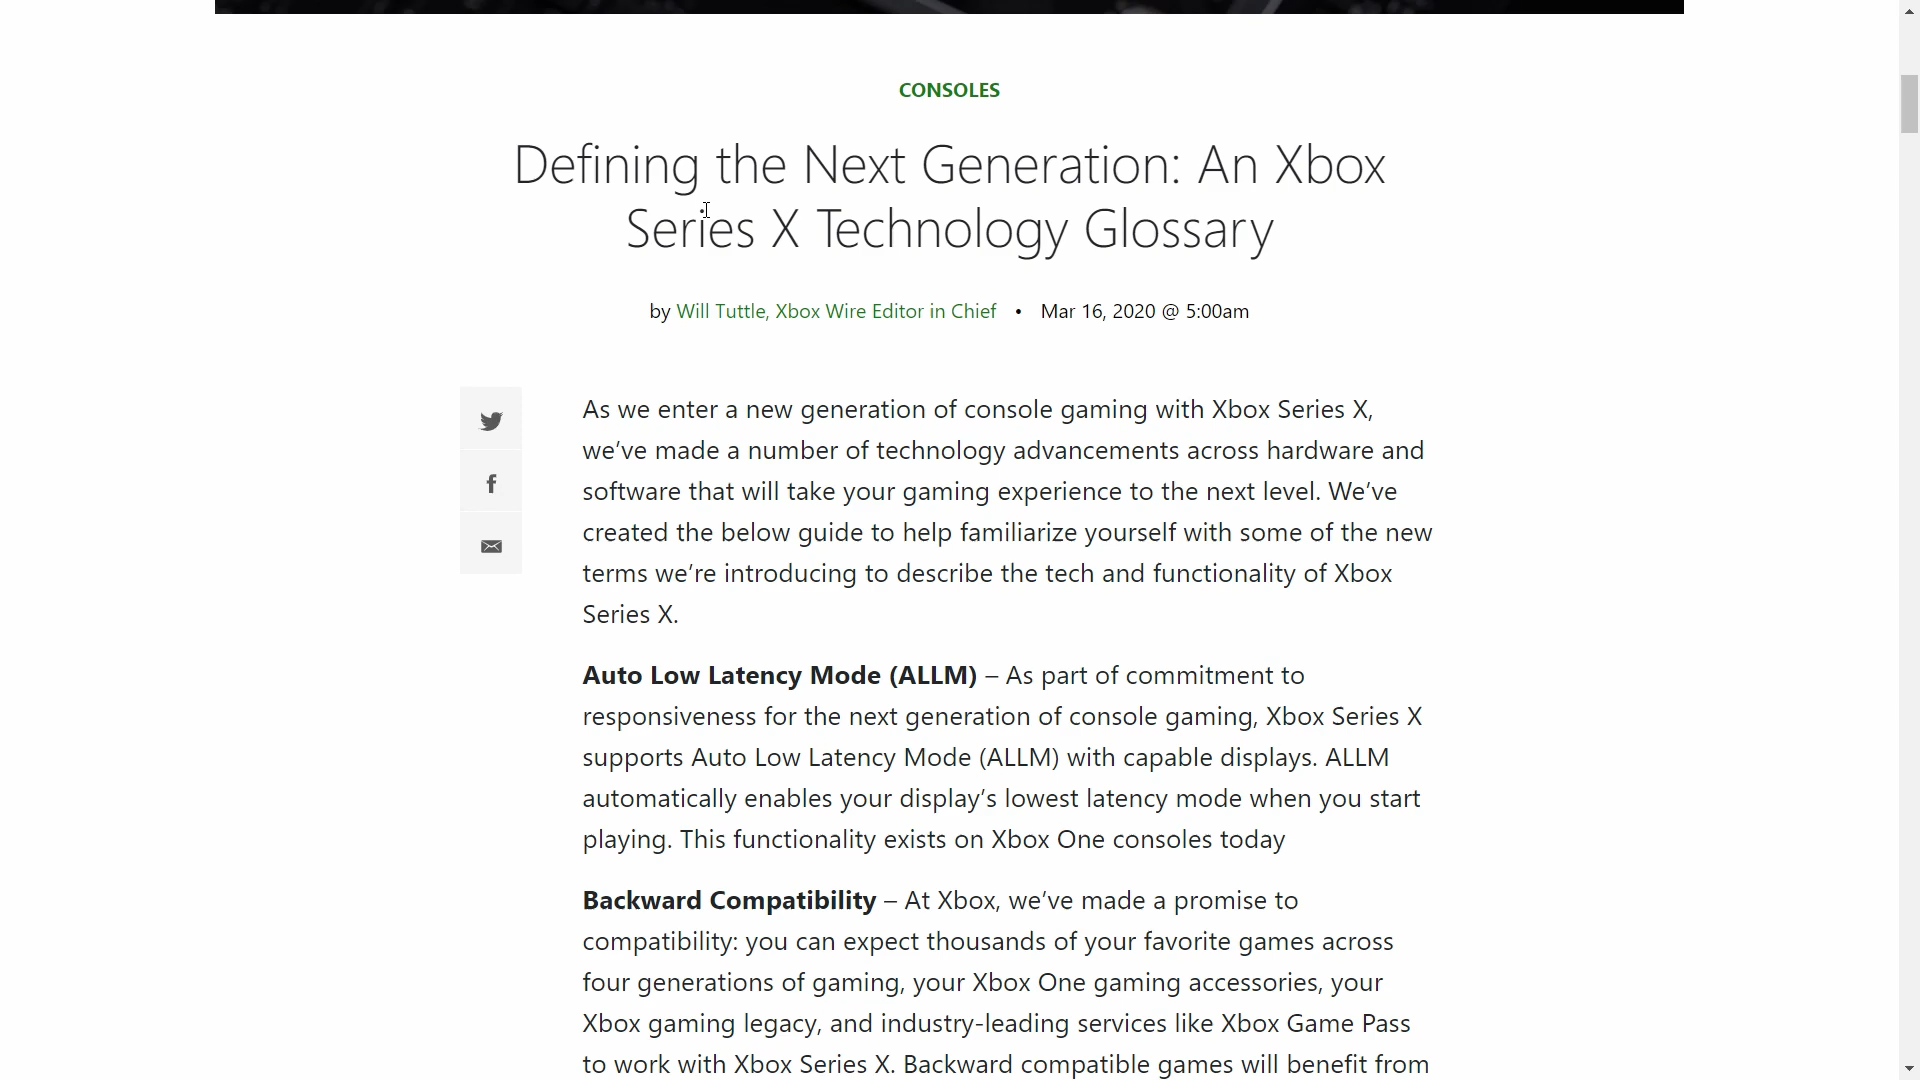 CONSOLES
Defining the Next Generation: An Xbox
Series X Technology Glossary
by Will Tuttle, Xbox Wire Editor in Chief • Mar 16, 2020 @ 5:00am
As we enter a new generation of console gaming with Xbox Series X,
we’ve made a number of technology advancements across hardware and
software that will take your gaming experience to the next level. We’ve
created the below guide to help familiarize yourself with some of the new
terms we’re introducing to describe the tech and functionality of Xbox
Series X.
Auto Low Latency Mode (ALLM) – As part of commitment to
responsiveness for the next generation of console gaming, Xbox Series X
supports Auto Low Latency Mode (ALLM) with capable displays. ALLM
automatically enables your display’s lowest latency mode when you start
playing. This functionality exists on Xbox One consoles today
Backward Compatibility – At Xbox, we’ve made a promise to
compatibility: you can expect thousands of your favorite games across
four generations of gaming, your Xbox One gaming accessories, your
Xbox gaming legacy, and industry-leading services like Xbox Game Pass
to work with Xbox Series X. Backward compatible games will benefit from